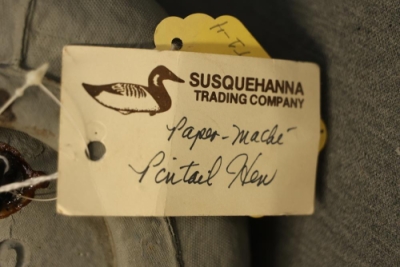 SUSQUEHANNA
TRADING COMPANY
Paper-maché
Pintail Hen